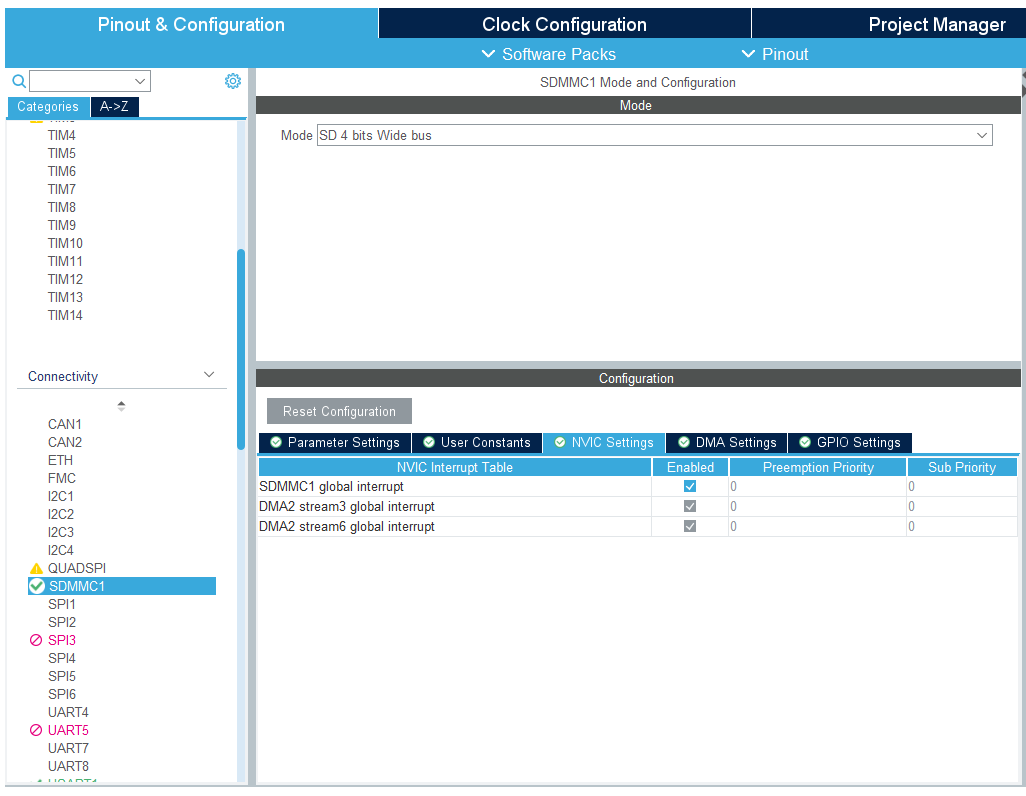 Pinout & Configuration
Clock Configuration
Project Manager
Software Packs
Pinout
Categories
A->Z
TIM4
TIM5
TIM6
TIM7
TIM8
TIM9
TIM10
TIM11
TIM12
TIM13
TIM14
Connectivity
CAN1
CAN2
ETH
FMC
I2C1
I2C2
I2C3
I2C4
QUADSPI
SDMMC1
SPI1
SPI2
SPI3
SPI4
SPI5
SPI6
UART4
UART5
UART7
UART8
SDMMC1 Mode and Configuration
Mode
Mode SD 4 bits Wide bus
Configuration
Reset Configuration
Parameter Settings
User Constants
NVIC Settings
DMA Settings
GPIO Settings
NVIC Interrupt Table Enabled Preemption Priority Sub Priority
SDMMC1 global interrupt 0 0
DMA2 stream3 global interrupt 0 0
DMA2 stream6 global interrupt 0 0